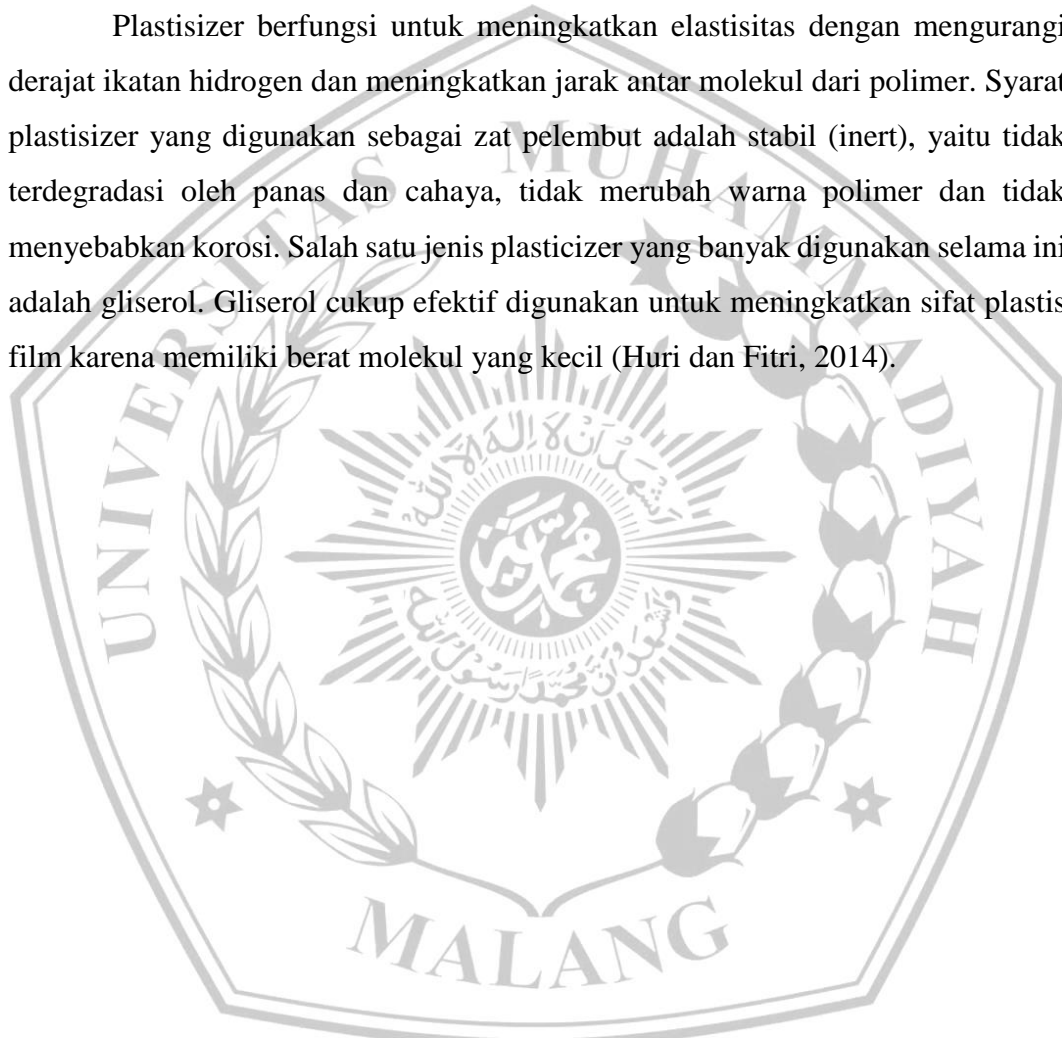 Plastisizer berfungsi untuk meningkatkan elastisitas dengan mengurangi
derajat ikatan hidrogen dan meningkatkan jarak antar molekul dari polimer. Syarat
plastisizer yang digunakan sebagai zat pelembut adalah stabil (inert), yaitu tidak
terdegradasi oleh panas dan cahaya, tidak merubah warna polimer dan tidak
menyebabkan korosi. Salah satu jenis plasticizer yang banyak digunakan selama ini
adalah gliserol. Gliserol cukup efektif digunakan untuk meningkatkan sifat plastis
film karena memiliki berat molekul yang kecil (Huri dan Fitri, 2014).
UNIVERSITAS MUHAMMADIYAH
MALANG